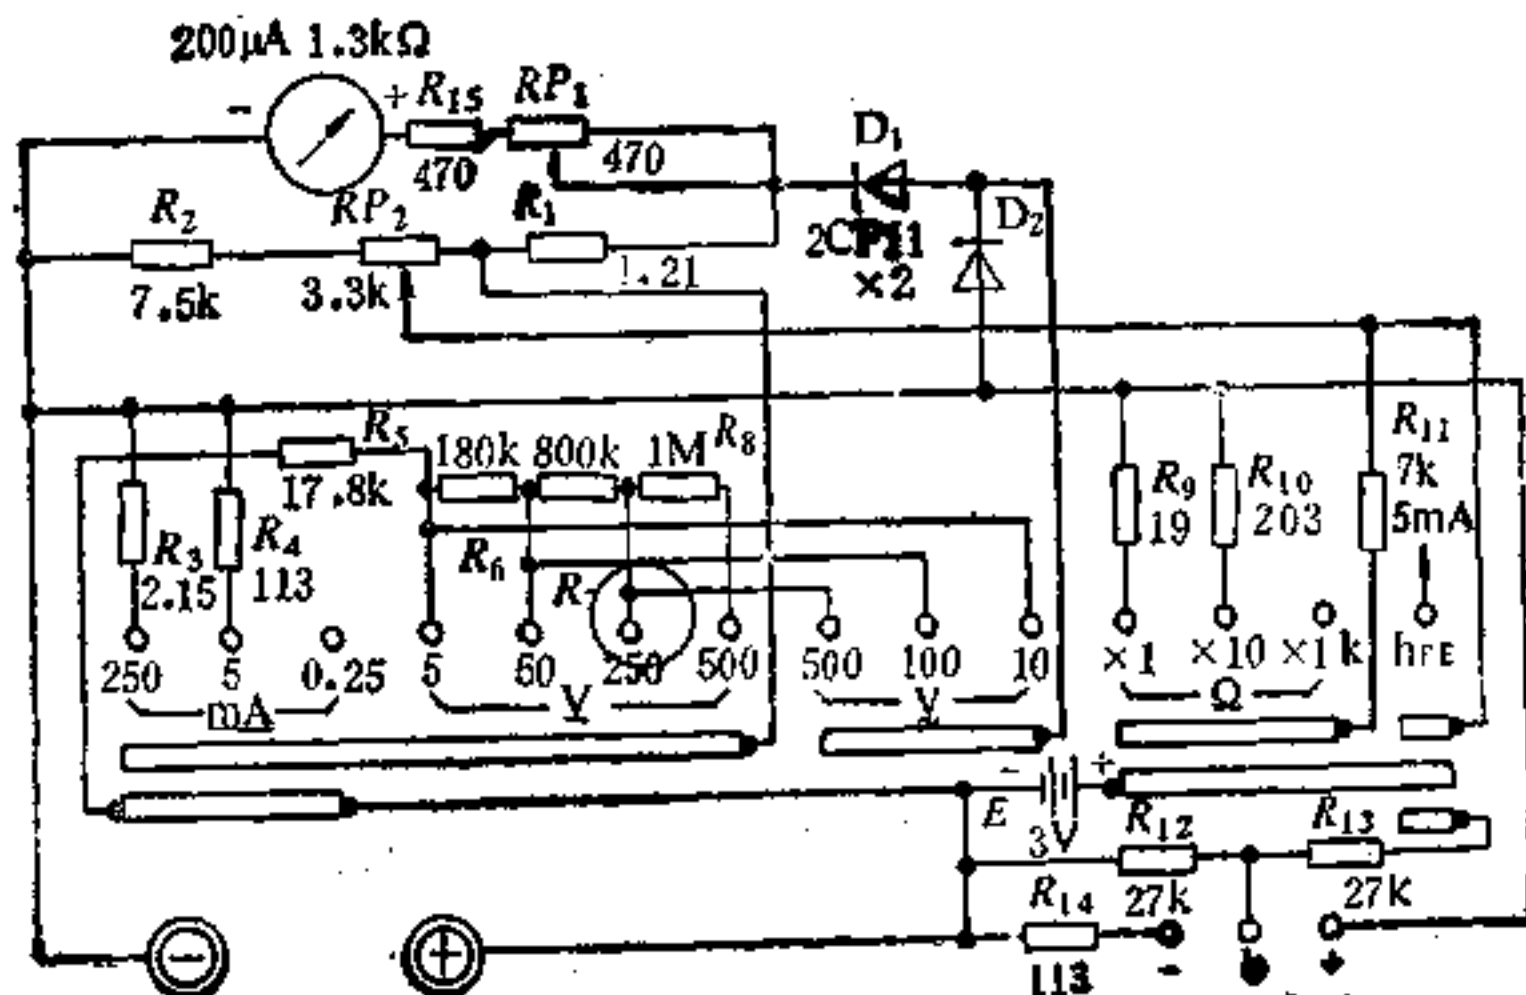 200μA 1.3kΩ
- + R15 RP1
470 470
D1
R2 RP2 R1
D2
7.5k 3.3k 1.21
2CP11
×2
R5 180k 800k 1M R8
17.8k
R11
7k
5mA
R9
19
R10
203
R3
2.15
R4
113
R6
R
250 5 0.25 5 50 250 500 500 100 10 ×1 ×10 ×1k hFE
mA V V Ω
- +
E
3V
R12 R13
27k 27k
R14
113
- b
− +